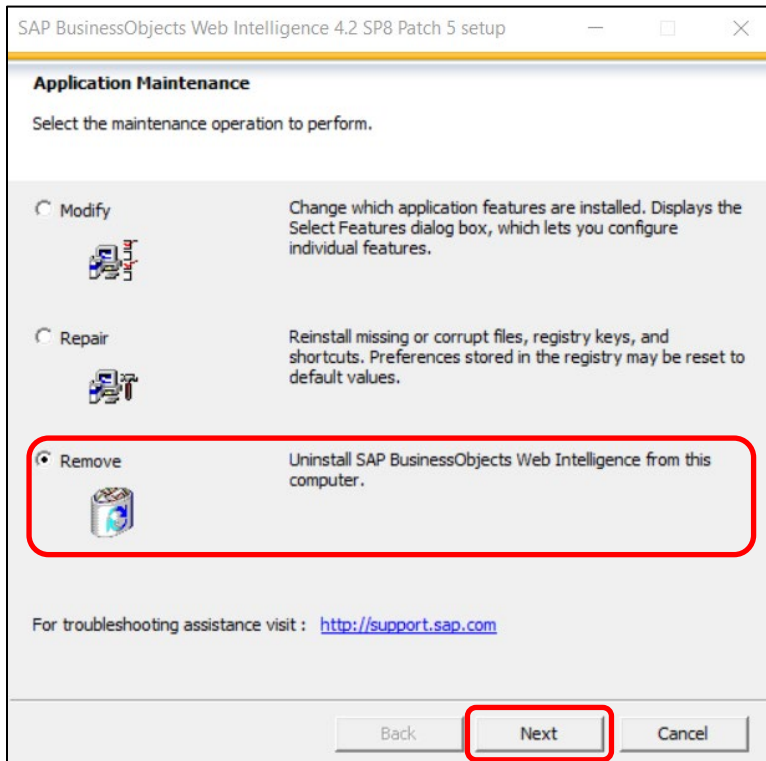 SAP BusinessObjects Web Intelligence 4.2 SP8 Patch 5 setup
Application Maintenance
Select the maintenance operation to perform.
Modify
Change which application features are installed. Displays the
Select Features dialog box, which lets you configure
individual features.
Repair
Reinstall missing or corrupt files, registry keys, and
shortcuts. Preferences stored in the registry may be reset to
default values.
Remove
Uninstall SAP BusinessObjects Web Intelligence from this
computer.
For troubleshooting assistance visit : http://support.sap.com
Back
Next
Cancel